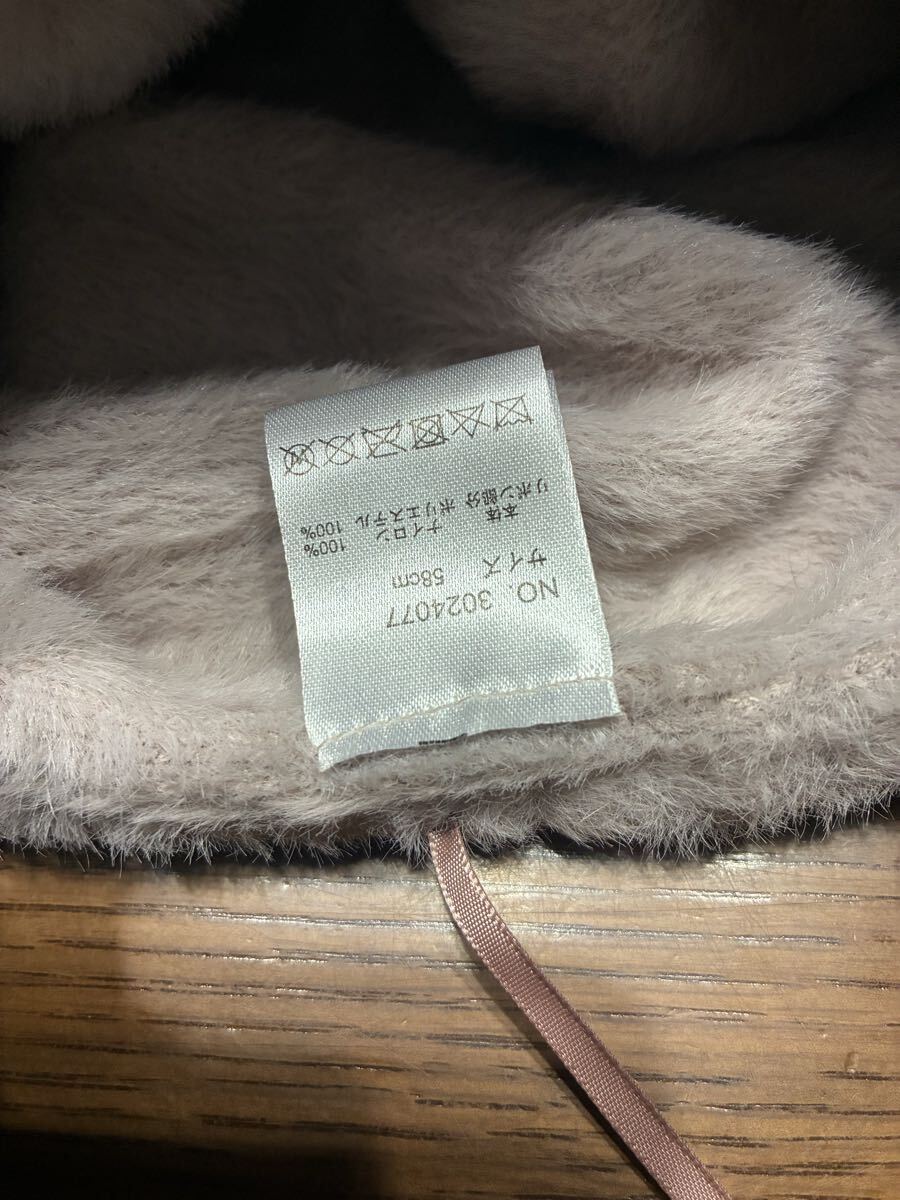 NO. 3024077
サイズ 58cm
本体 ナイロン 100%
リボン部分 ポリエステル 100%